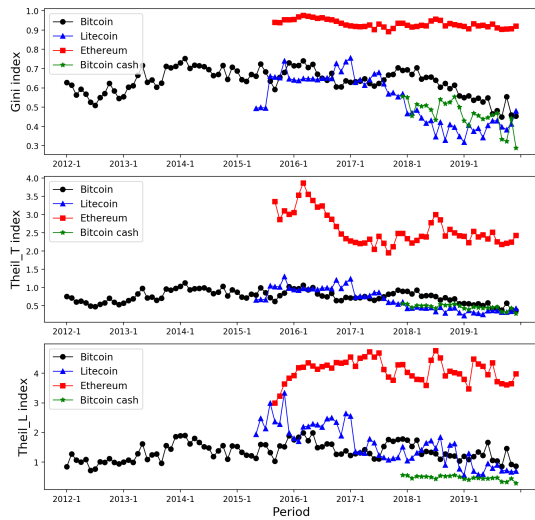 Gini index
1.0
0.9
0.8
0.7
0.6
0.5
0.4
0.3
Bitcoin
Litecoin
Ethereum
Bitcoin cash
2012-1 2013-1 2014-1 2015-1 2016-1 2017-1 2018-1 2019-1
Theil_T index
4.0
3.5
3.0
2.5
2.0
1.5
1.0
0.5
Bitcoin
Litecoin
Ethereum
Bitcoin cash
2012-1 2013-1 2014-1 2015-1 2016-1 2017-1 2018-1 2019-1
Theil_L index
4
3
2
1
Bitcoin
Litecoin
Ethereum
Bitcoin cash
2012-1 2013-1 2014-1 2015-1 2016-1 2017-1 2018-1 2019-1
Period